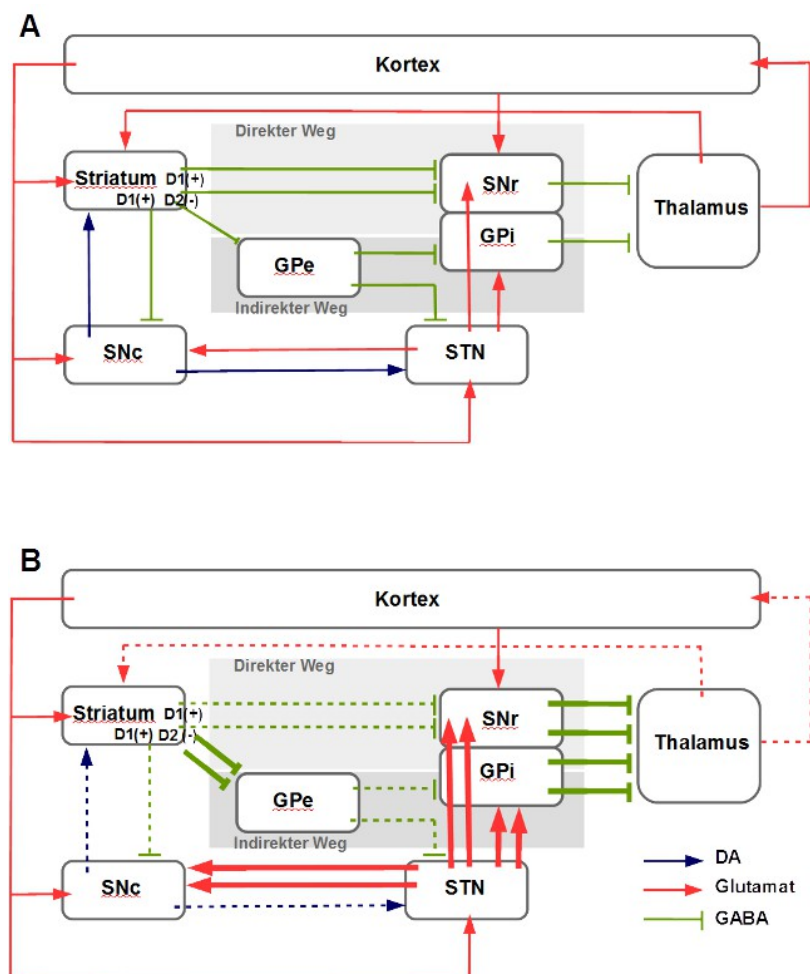 A
Kortex
Direkter Weg
Striatum D1(+)
D1(+) D2(-)
SNr
Thalamus
GPi
GPe
Indirekter Weg
SNc
STN
B
Kortex
Direkter Weg
Striatum D1(+)
D1(+) D2(-)
SNr
Thalamus
GPi
GPe
Indirekter Weg
SNc
STN
DA
Glutamat
GABA